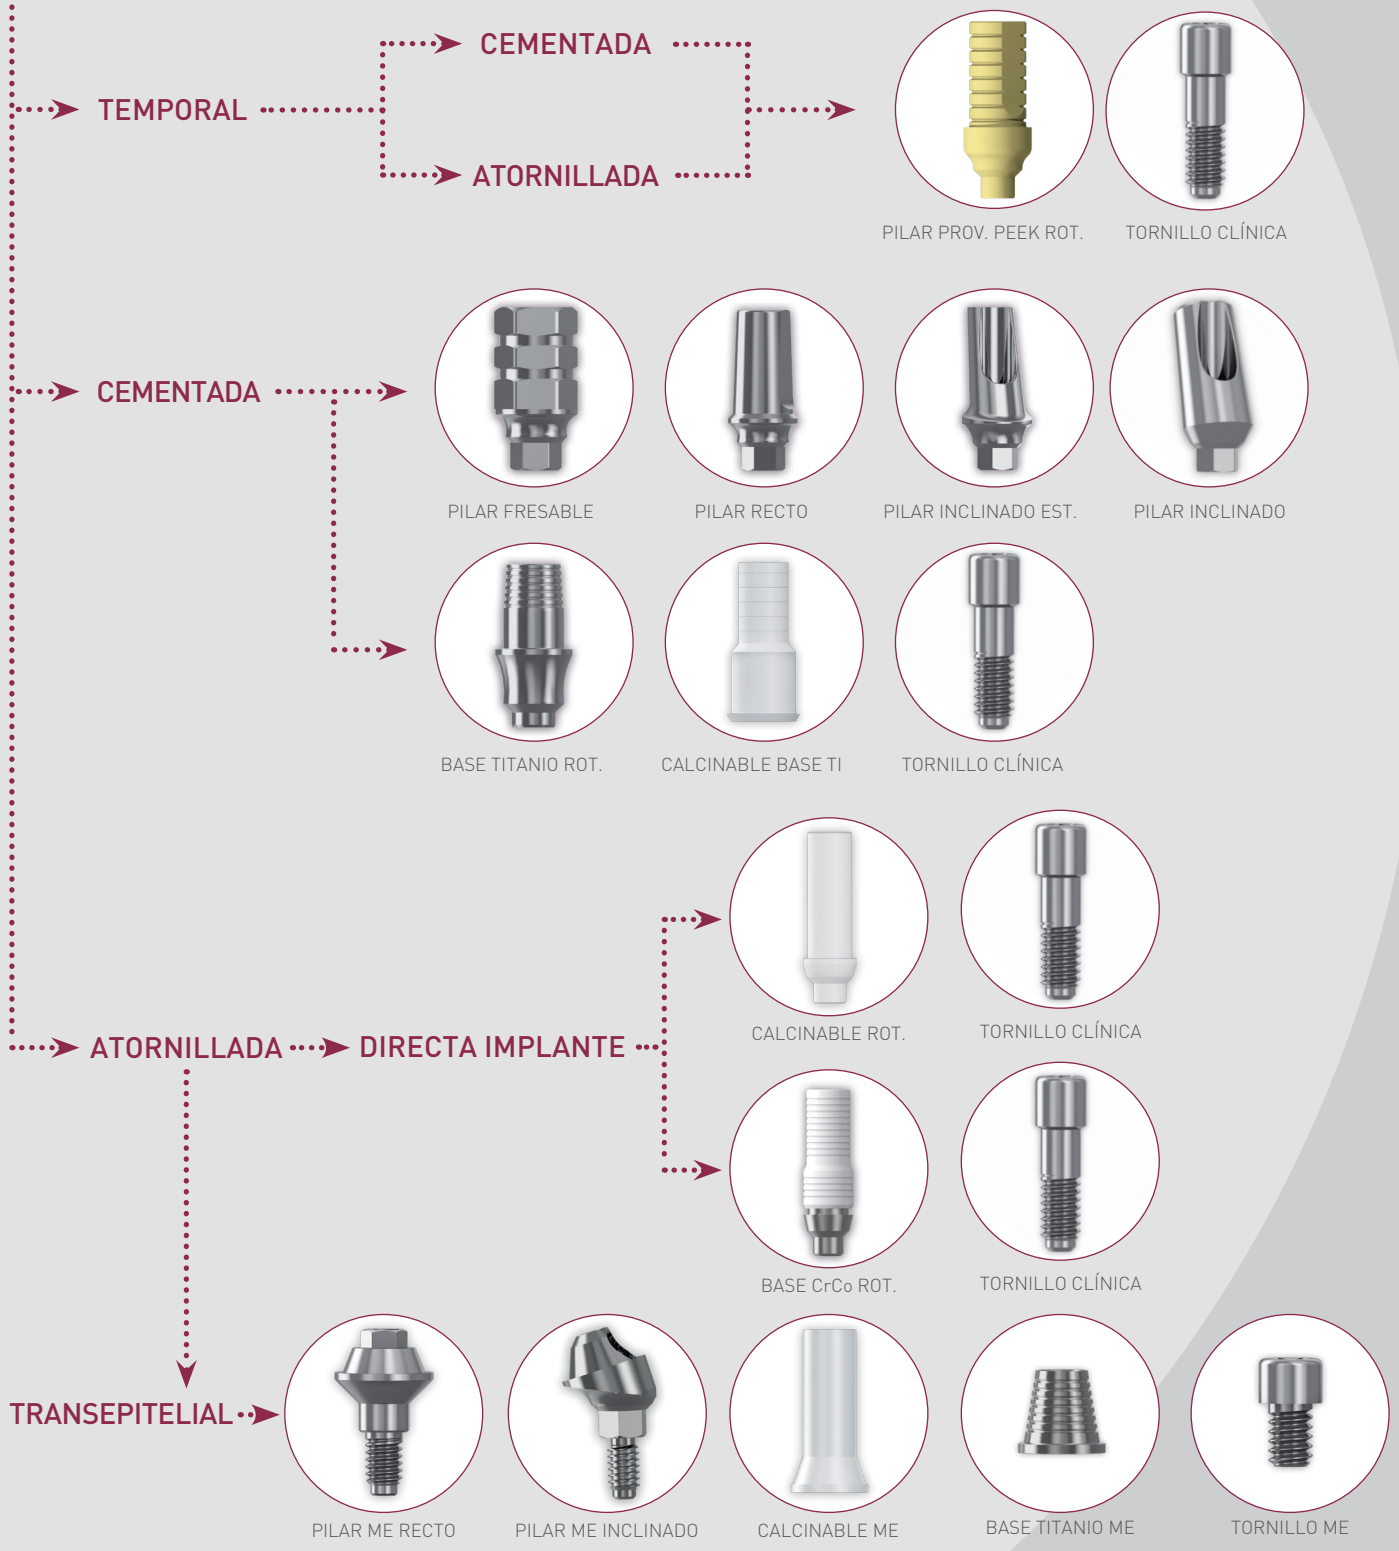 CEMENTADA
TEMPORAL
ATORNILLADA
PILAR PROV. PEEK ROT.
TORNILLO CLÍNICA
CEMENTADA
PILAR FRESABLE
PILAR RECTO
PILAR INCLINADO EST.
PILAR INCLINADO
BASE TITANIO ROT.
CALCINABLE BASE TI
TORNILLO CLÍNICA
CALCINABLE ROT.
TORNILLO CLÍNICA
ATORNILLADA
DIRECTA IMPLANTE
BASE CrCo ROT.
TORNILLO CLÍNICA
TRANSEPITELIAL
PILAR ME RECTO
PILAR ME INCLINADO
CALCINABLE ME
BASE TITANIO ME
TORNILLO ME